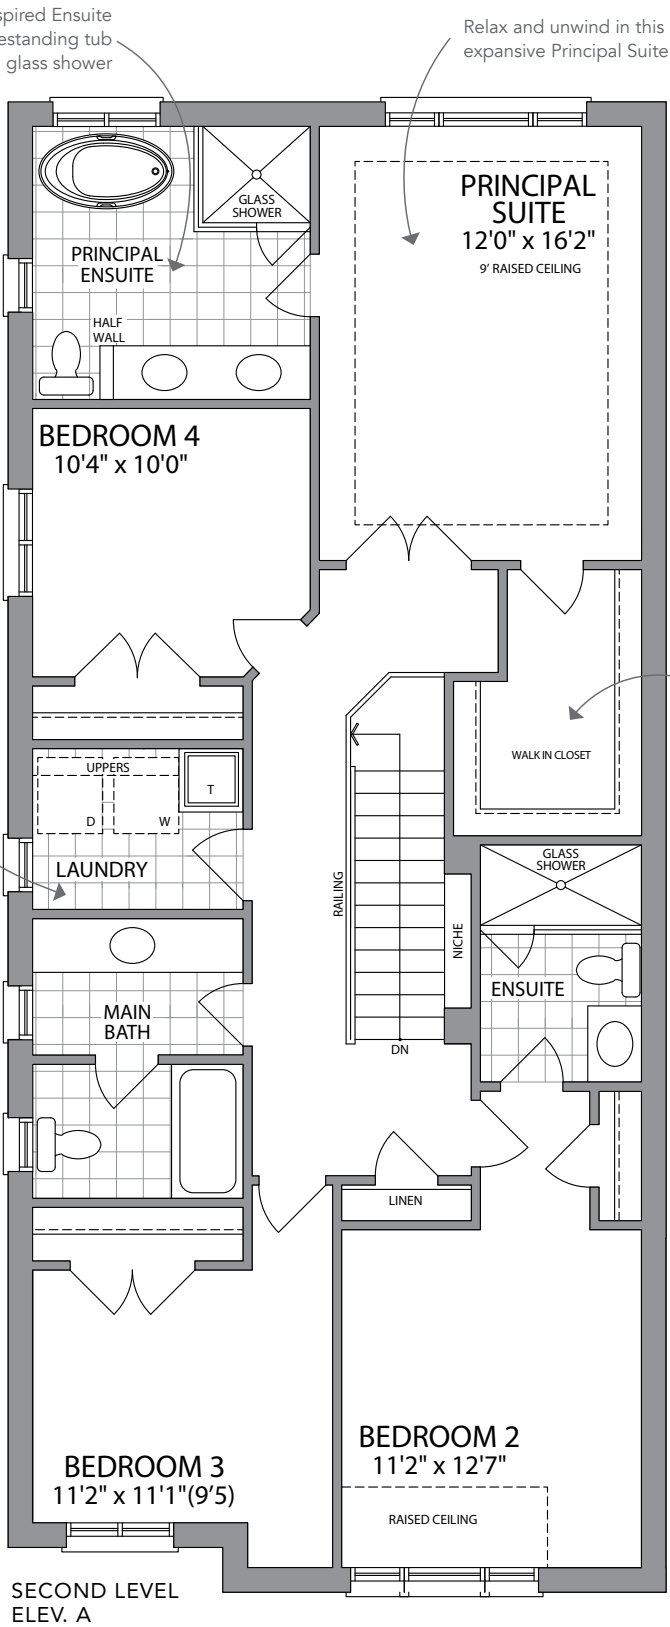 spired Ensuite
estanding tub
glass shower
Relax and unwind in this
expansive Principal Suite
GLASS
SHOWER
PRINCIPAL
SUITE
12'0" x 16'2"
9' RAISED CEILING
PRINCIPAL
ENSUITE
HALF
WALL
BEDROOM 4
10'4" x 10'0"
WALK IN CLOSET
UPPERS
T
D
W
LAUNDRY
RAILING
NICHE
GLASS
SHOWER
ENSUITE
MAIN
BATH
DN
LINEN
BEDROOM 3
11'2" x 11'1"(9'5)
BEDROOM 2
11'2" x 12'7"
RAISED CEILING
SECOND LEVEL
ELEV. A